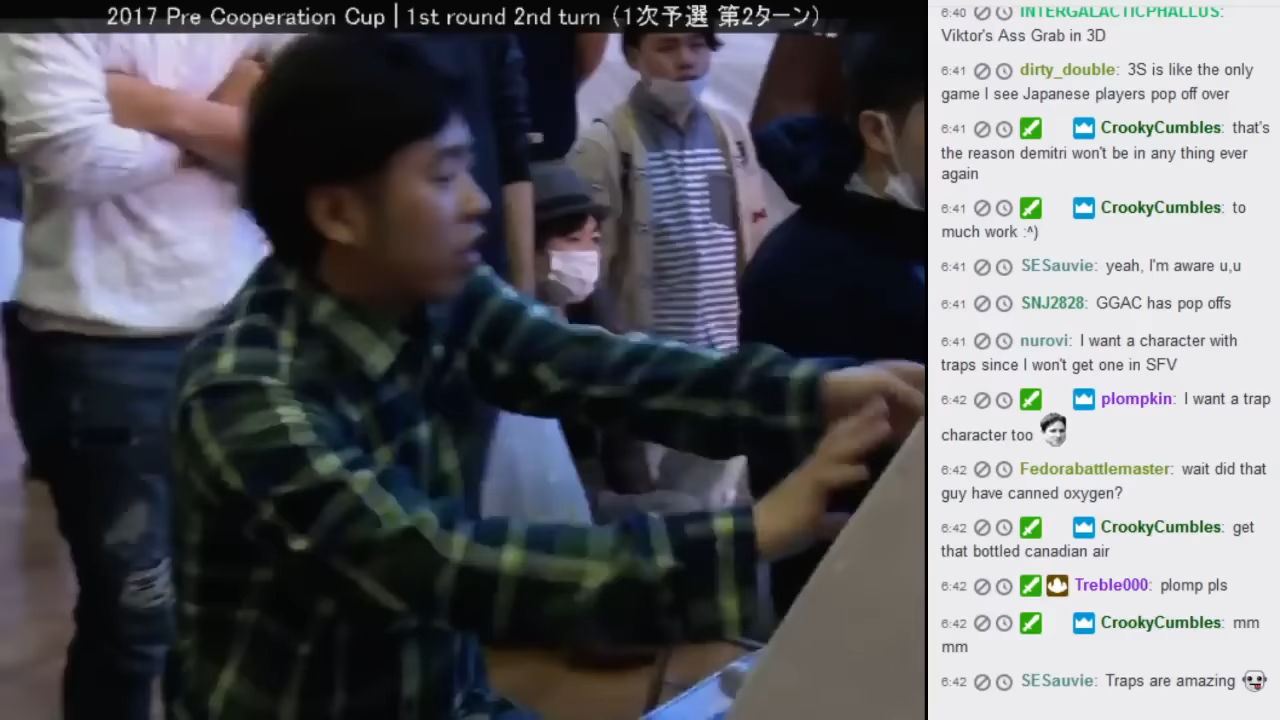 2017 Pre Cooperation Cup | 1st round 2nd turn (1次予選 第2ターン)
6:40 INTERGALACTICPHALLUS:
Viktor's Ass Grab in 3D
6:41 dirty_double: 3S is like the only
game I see Japanese players pop off over
6:41 CrookyCumbles: that's
the reason demitri won't be in any thing ever
again
6:41 CrookyCumbles: to
much work :^)
6:41 SESauvie: yeah, I'm aware u,u
6:41 SNJ2828: GGAC has pop offs
6:41 nurovi: I want a character with
traps since I won't get one in SFV
6:42 plompkin: I want a trap
character too
6:42 Fedorabattlemaster: wait did that
guy have canned oxygen?
6:42 CrookyCumbles: get
that bottled canadian air
6:42 Treble000: plomp pls
6:42 CrookyCumbles: mm
mm
6:42 SESauvie: Traps are amazing